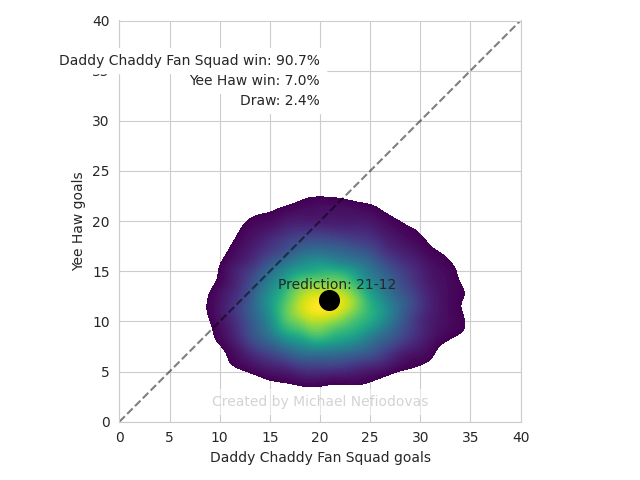 40
Daddy Chaddy Fan Squad win: 90.7%
Yee Haw win: 7.0%
Draw: 2.4%
30
25
20
15
10
5
0
Yee Haw goals
Prediction: 21-12
Created by Michael Nefiodovas
0 5 10 15 20 25 30 35 40
Daddy Chaddy Fan Squad goals